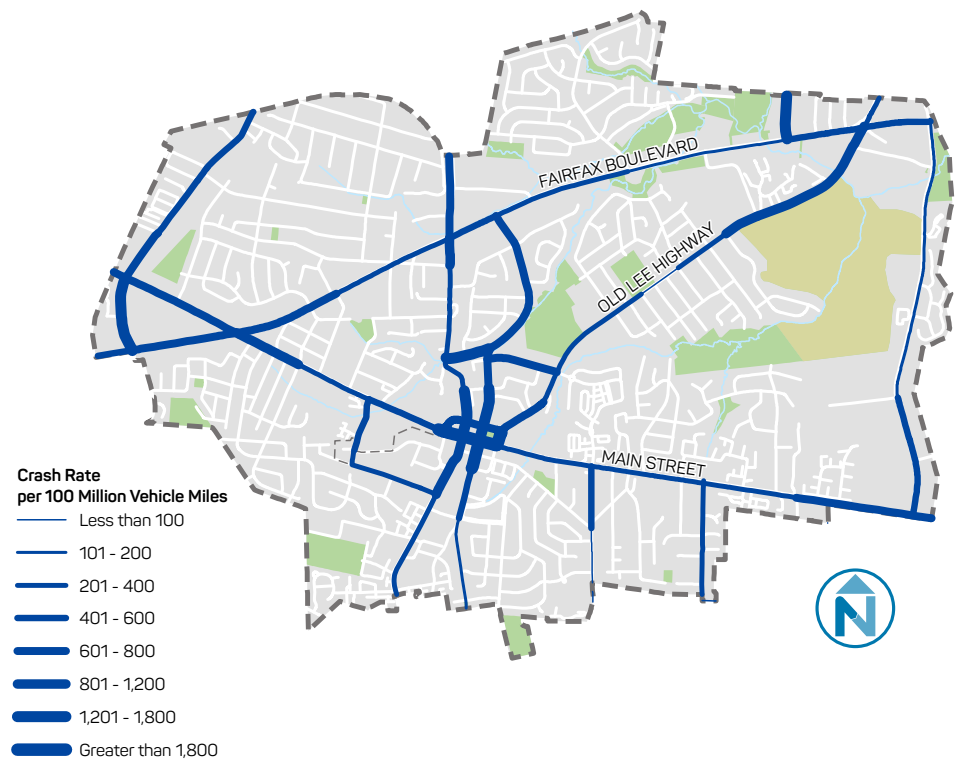 FAIRFAX BOULEVARD
OLD LEE HIGHWAY
MAIN STREET
Crash Rate
per 100 Million Vehicle Miles
Less than 100
101 - 200
201 - 400
401 - 600
601 - 800
801 - 1,200
1,201 - 1,800
Greater than 1,800
N